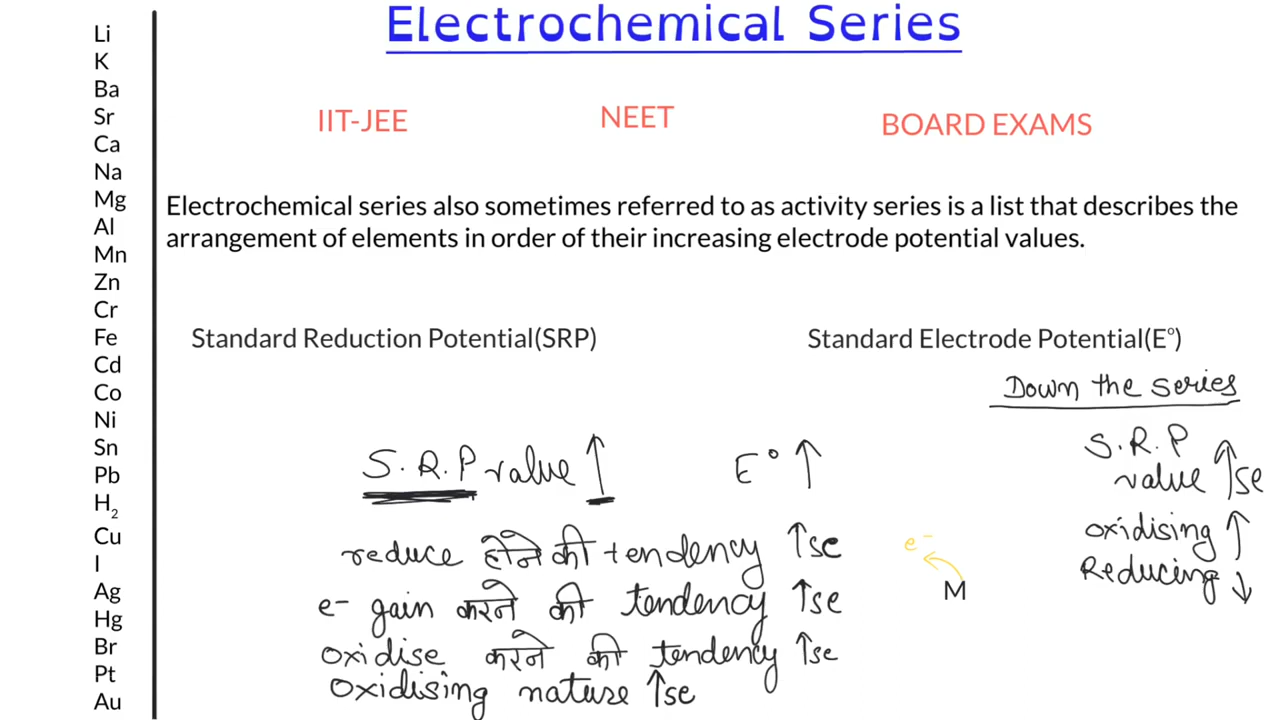 Electrochemical Series
IIT-JEE NEET BOARD EXAMS
Electrochemical series also sometimes referred to as activity series is a list that describes the
arrangement of elements in order of their increasing electrode potential values.
Standard Reduction Potential(SRP) Standard Electrode Potential(E°)
Li
K
Ba
Sr
Ca
Na
Mg
Al
Mn
Zn
Cr
Fe
Cd
Co
Ni
Sn
Pb
H₂
Cu
I
Ag
Hg
Br
Pt
Au
S.R.P value ↑ E° ↑
reduce होने की tendency ↑se
e- gain करने की tendency ↑se
oxidise करने की tendency ↑se
oxidising nature ↑se
e-
M
Down the series
S.R.P
value ↑se
oxidising ↑
Reducing ↓